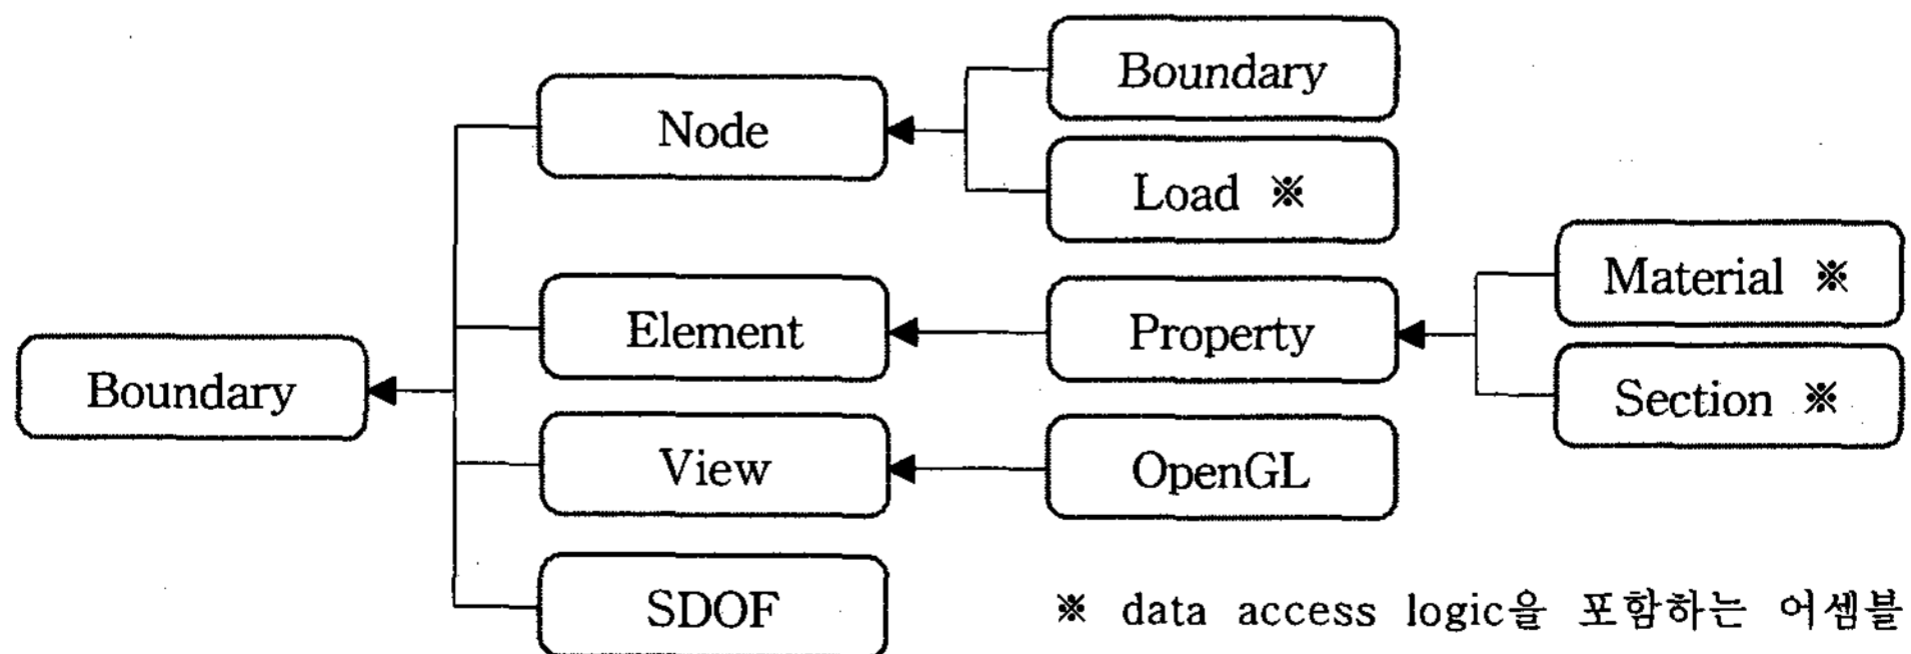 Boundary
Node
Load ※
Material ※
Element
Property
Boundary
Section ※
View
OpenGL
SDOF
※ data access logic을 포함하는 어셈블